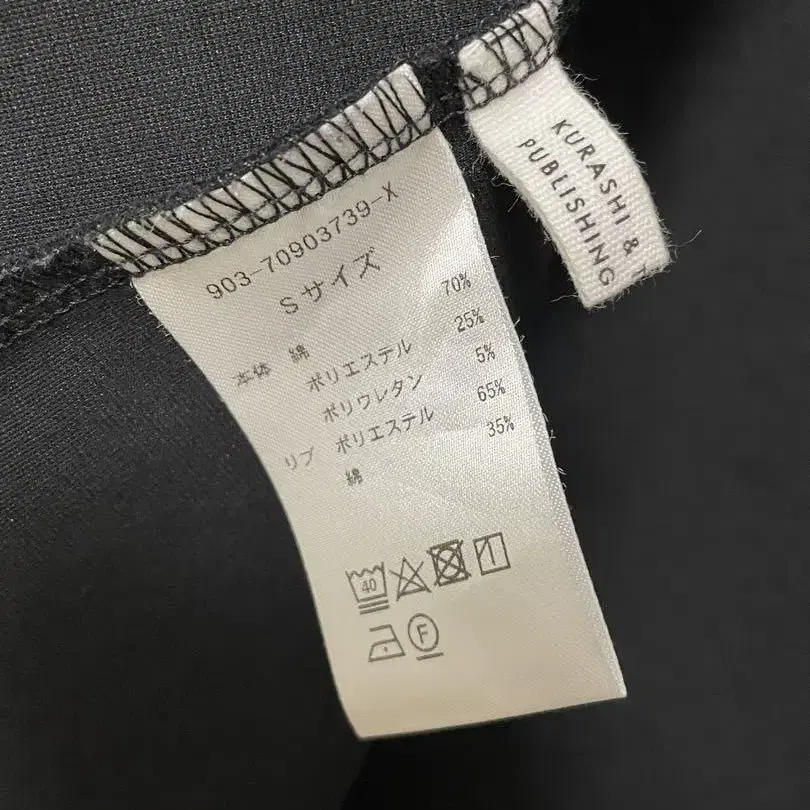 903-70903739-X
Sサイズ
本体 綿 70%
ポリエステル 25%
ポリウレタン 5%
リブ ポリエステル 65%
綿 35%
40
F
KURASHI &
PUBLISHING